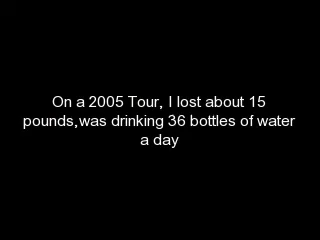 On a 2005 Tour, I lost about 15
pounds,was drinking 36 bottles of water
a day